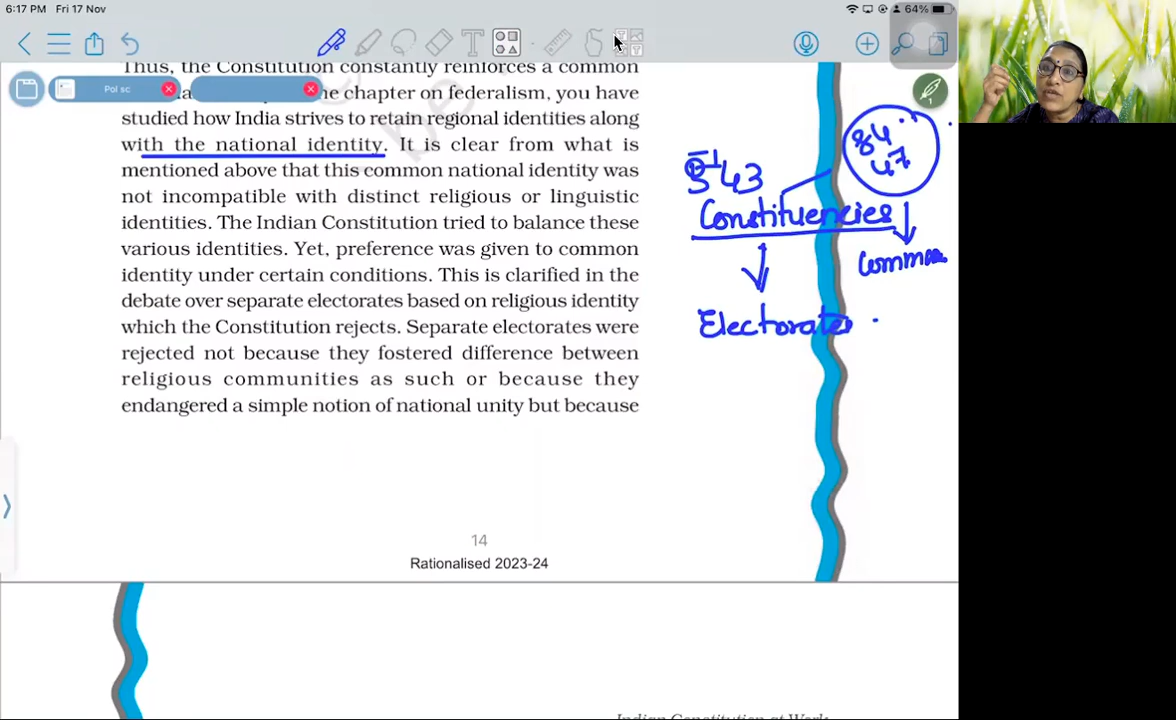 6:17 PM Fri 17 Nov
64%
Pol sc
Thus, the Constitution constantly reinforces a common
he chapter on federalism, you have
studied how India strives to retain regional identities along
with the national identity. It is clear from what is
mentioned above that this common national identity was
not incompatible with distinct religious or linguistic
identities. The Indian Constitution tried to balance these
various identities. Yet, preference was given to common
identity under certain conditions. This is clarified in the
debate over separate electorates based on religious identity
which the Constitution rejects. Separate electorates were
rejected not because they fostered difference between
religious communities as such or because they
endangered a simple notion of national unity but because
84
47
543
Constituencies
Common
Electorates
14
Rationalised 2023-24
Indian Constitution at Work